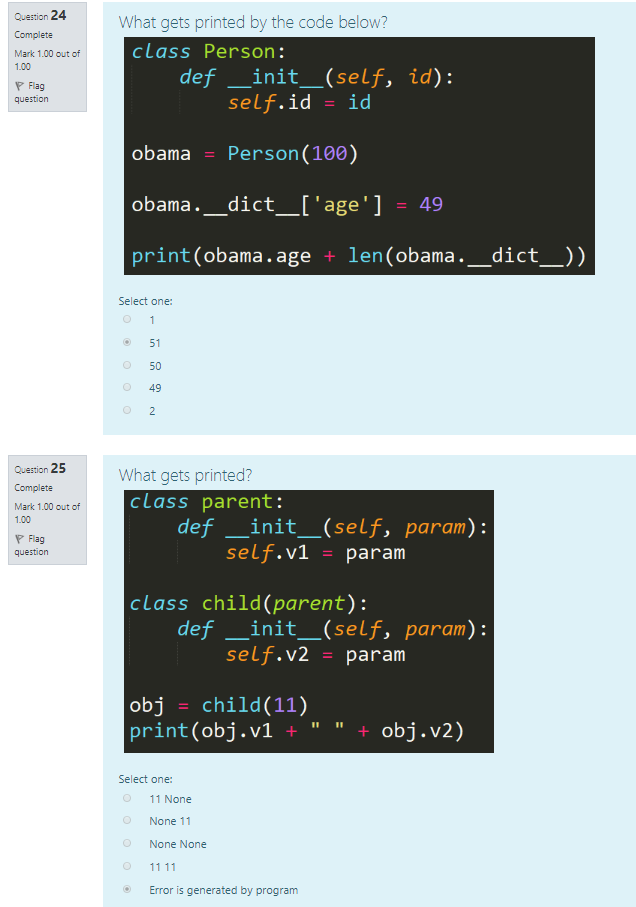 Question 24
Complete
Mark 1.00 out of
1.00
Flag
question
What gets printed by the code below?
class Person:
    def __init__(self, id):
        self.id = id
obama = Person(100)
obama.__dict__['age'] = 49
print(obama.age + len(obama.__dict__))
Select one:
1
51
50
49
2
Question 25
Complete
Mark 1.00 out of
1.00
Flag
question
What gets printed?
class parent:
    def __init__(self, param):
        self.v1 = param
class child(parent):
    def __init__(self, param):
        self.v2 = param
obj = child(11)
print(obj.v1 + " " + obj.v2)
Select one:
11 None
None 11
None None
11 11
Error is generated by program